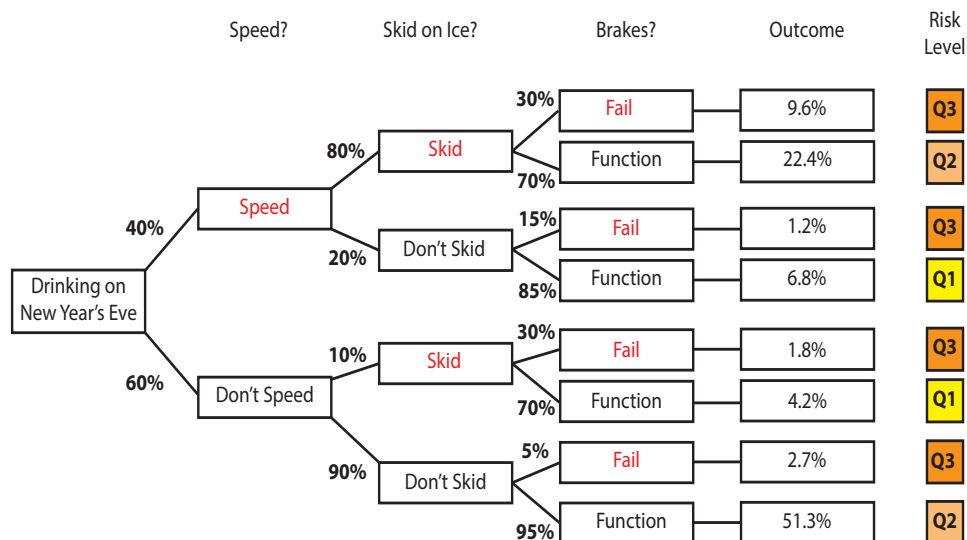 Speed?
Skid on Ice?
Brakes?
Outcome
Risk
Level
30%
Fail
9.6%
Q3
80%
Skid
Function
22.4%
Q2
70%
Speed
40%
15%
Fail
1.2%
Q3
20%
Don't Skid
Function
6.8%
Q1
85%
Drinking on
New Year's Eve
30%
Fail
1.8%
Q3
10%
Skid
60%
Don't Speed
70%
Function
4.2%
Q1
5%
Fail
2.7%
Q3
90%
Don't Skid
Function
51.3%
Q2
95%